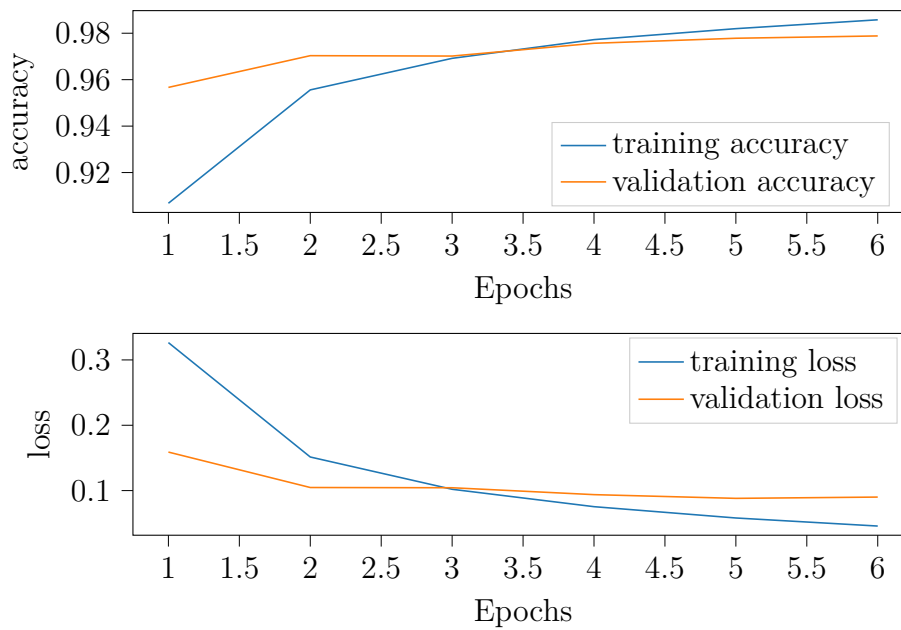 0.98
0.96
0.94
0.92
accuracy
training accuracy
validation accuracy
1 1.5 2 2.5 3 3.5 4 4.5 5 5.5 6
Epochs
0.3
0.2
0.1
loss
training loss
validation loss
1 1.5 2 2.5 3 3.5 4 4.5 5 5.5 6
Epochs